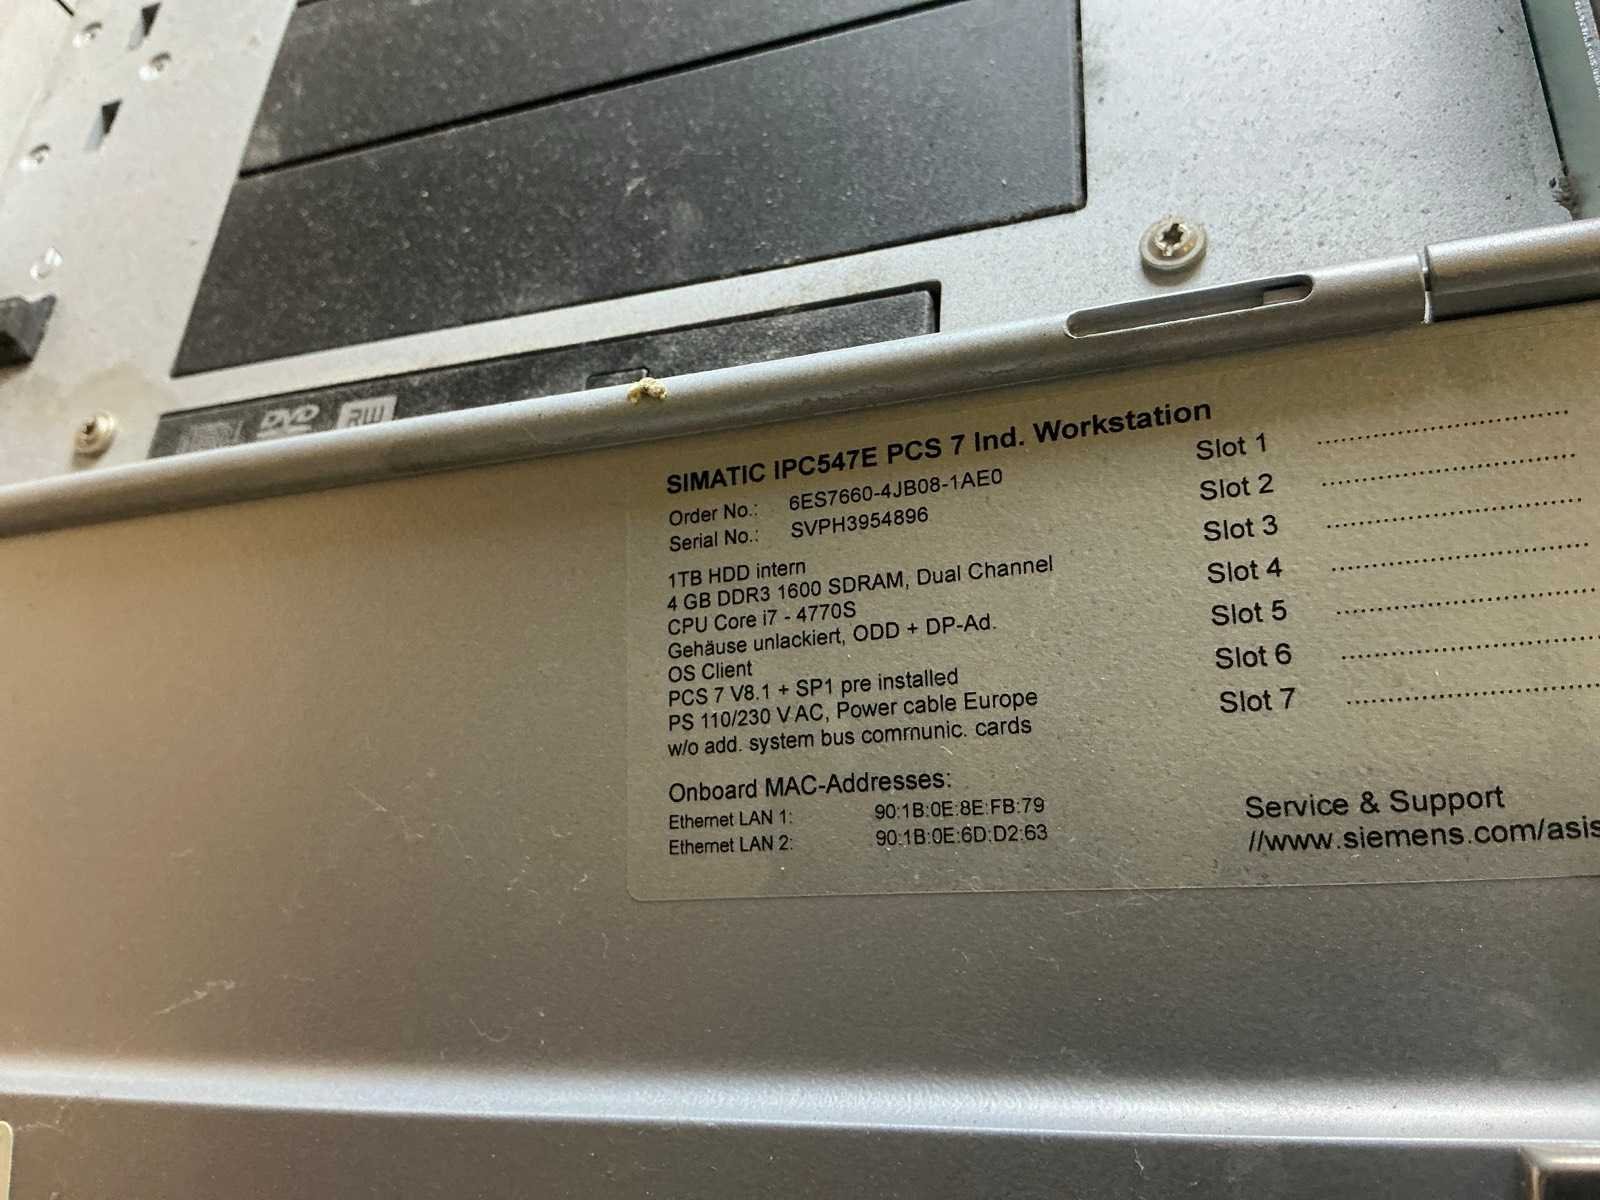 DVD RW
SIMATIC IPC547E PCS 7 Ind. Workstation
Order No.: 6ES7660-4JB08-1AE0
Serial No.: SVPH3954896
1TB HDD intern
4 GB DDR3 1600 SDRAM, Dual Channel
CPU Core i7 - 4770S
Gehäuse unlackiert, ODD + DP-Ad.
OS Client
PCS 7 V8.1 + SP1 pre installed
PS 110/230 V AC, Power cable Europe
w/o add. system bus communic. cards
Onboard MAC-Addresses:
Ethernet LAN 1: 90:1B:0E:8E:FB:79
Ethernet LAN 2: 90:1B:0E:6D:D2:63
Slot 1
Slot 2
Slot 3
Slot 4
Slot 5
Slot 6
Slot 7
Service & Support
//www.siemens.com/asis